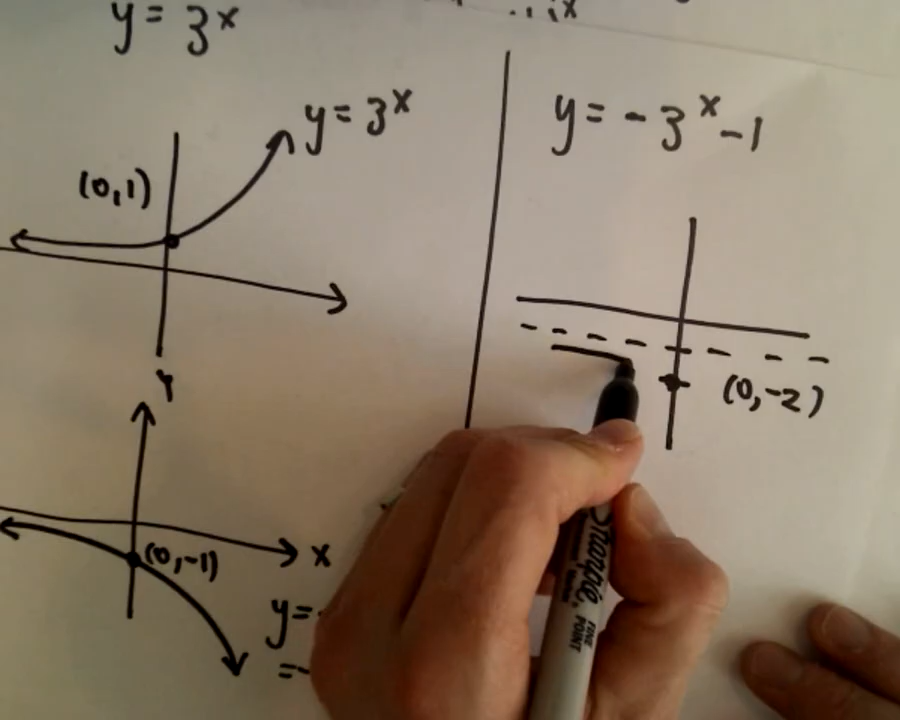 y = 3^x
y = 3^x
(0,1)
y
x
(0,-1)
y=
=-
y = -3^x -1
(0,-2)
Sharpie
FINE
POINT